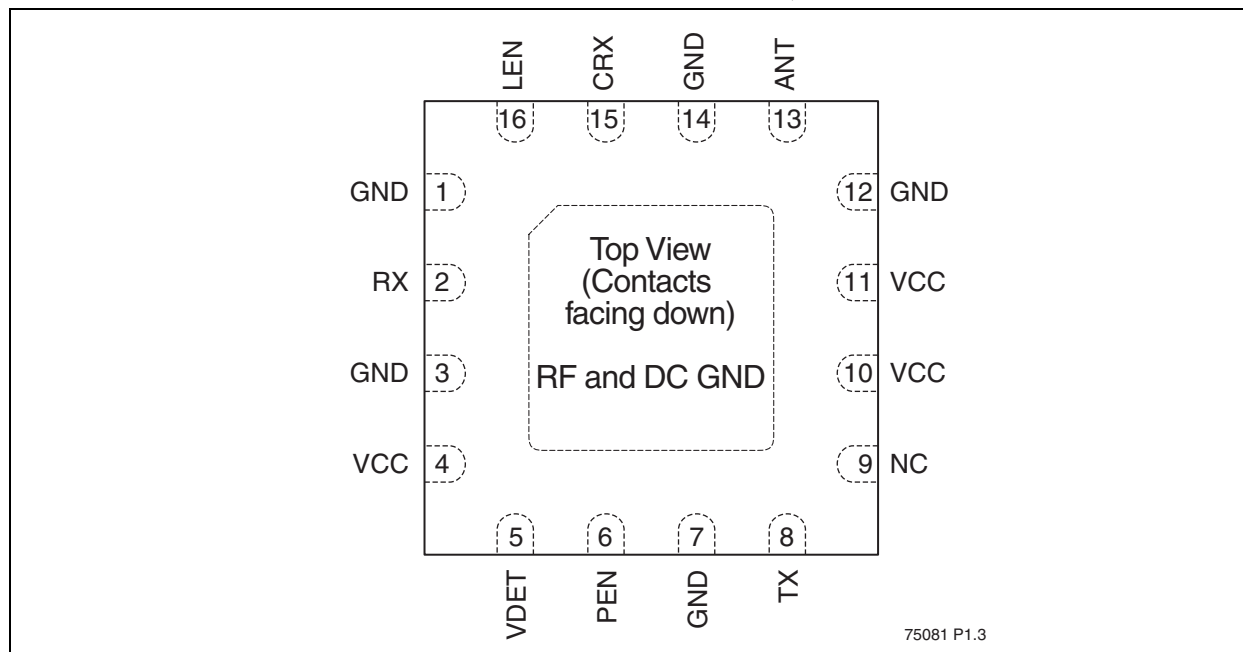 LEN
CRX
GND
ANT
16
15
14
13
GND 1
12 GND
RX 2
11 VCC
GND 3
10 VCC
VCC 4
9 NC
Top View
(Contacts
facing down)
RF and DC GND
5
6
7
8
VDET
PEN
GND
TX
75081 P1.3